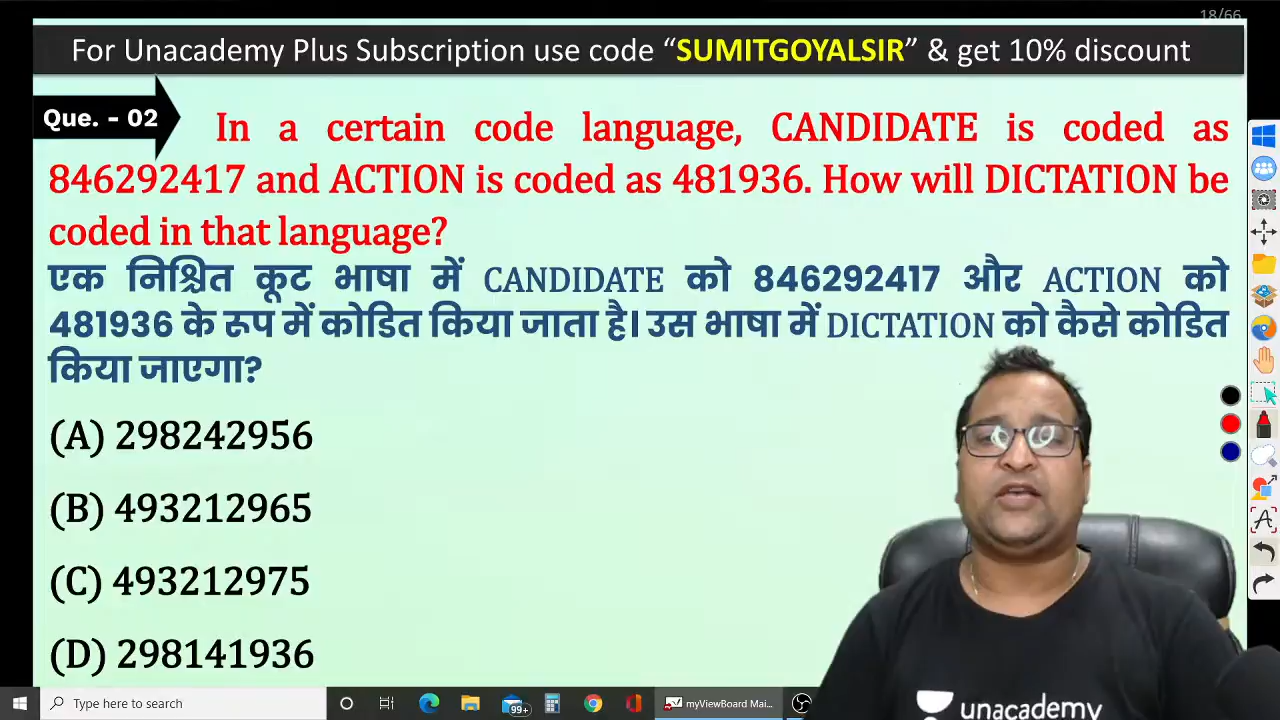 18/66
For Unacademy Plus Subscription use code “SUMITGOYALSIR” & get 10% discount
Que. - 02
In a certain code language, CANDIDATE is coded as
846292417 and ACTION is coded as 481936. How will DICTATION be
coded in that language?
एक निश्चित कूट भाषा में CANDIDATE को 846292417 और ACTION को
481936 के रूप में कोडित किया जाता है। उस भाषा में DICTATION को कैसे कोडित
किया जाएगा?
(A) 298242956
(B) 493212965
(C) 493212975
(D) 298141936
unacademy
Type here to search
99+
myViewBoard Mai...